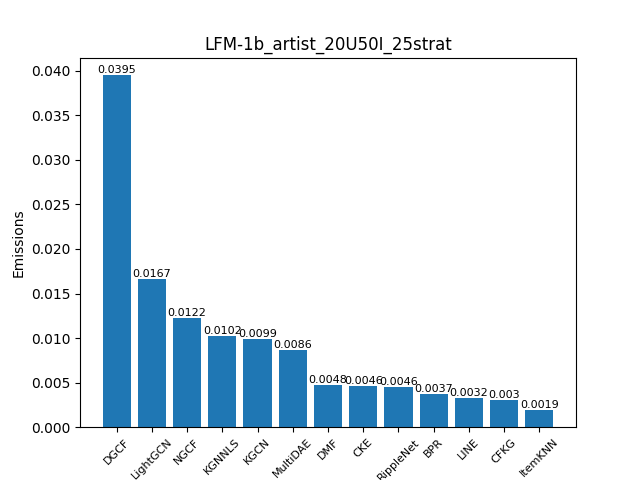 LFM-1b_artist_20U50I_25strat
Emissions
0.040
0.035
0.030
0.025
0.020
0.015
0.010
0.005
0.000
0.0395
0.0167
0.0122
0.0102
0.0099
0.0086
0.0048
0.0046
0.0046
0.0037
0.0032
0.003
0.0019
DGCF
LightGCN
NGCF
KGNNLS
KGCN
MultiDAE
DMF
CKE
RippleNet
BPR
LINE
CFKG
ItemKNN